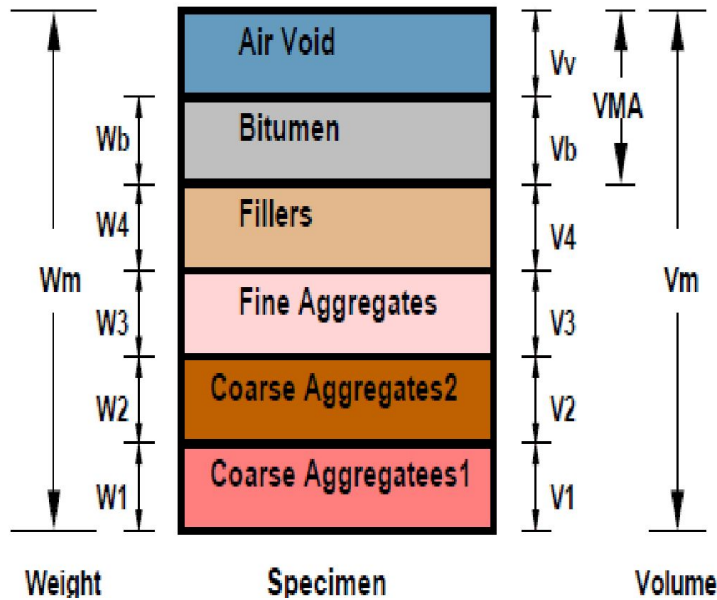 Air Void
Vv
VMA
Wb
Bitumen
Vb
W4
Fillers
V4
Wm
Vm
W3
Fine Aggregates
V3
W2
Coarse Aggregates2
V2
W1
Coarse Aggregatees1
V1
Weight
Specimen
Volume